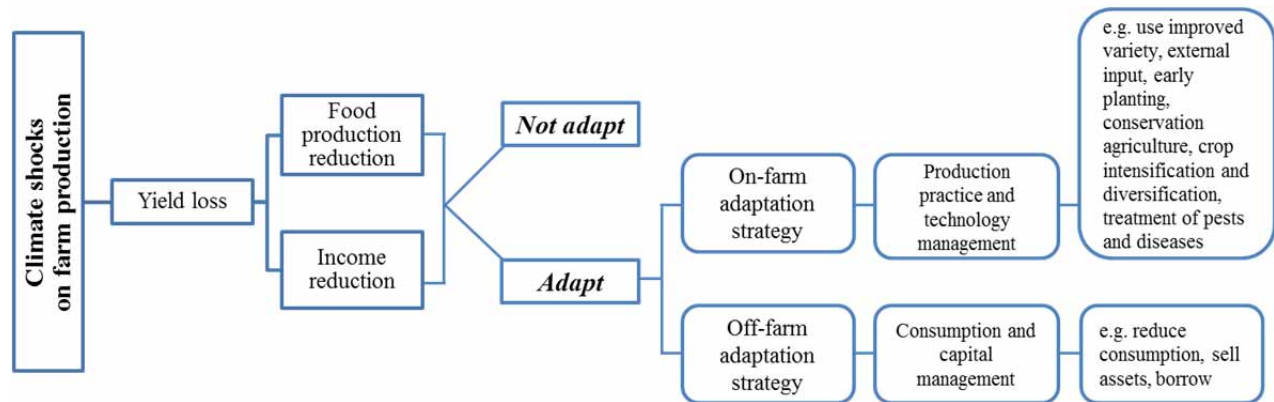 Climate shocks
on farm production
Yield loss
Food
production
reduction
Income
reduction
Not adapt
Adapt
On-farm
adaptation
strategy
Production
practice and
technology
management
e.g. use improved
variety, external
input, early
planting,
conservation
agriculture, crop
intensification and
diversification,
treatment of pests
and diseases
Off-farm
adaptation
strategy
Consumption and
capital
management
e.g. reduce
consumption, sell
assets, borrow